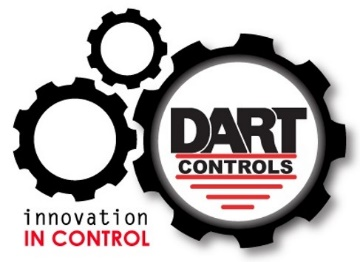 DART
CONTROLS
innovation
IN CONTROL